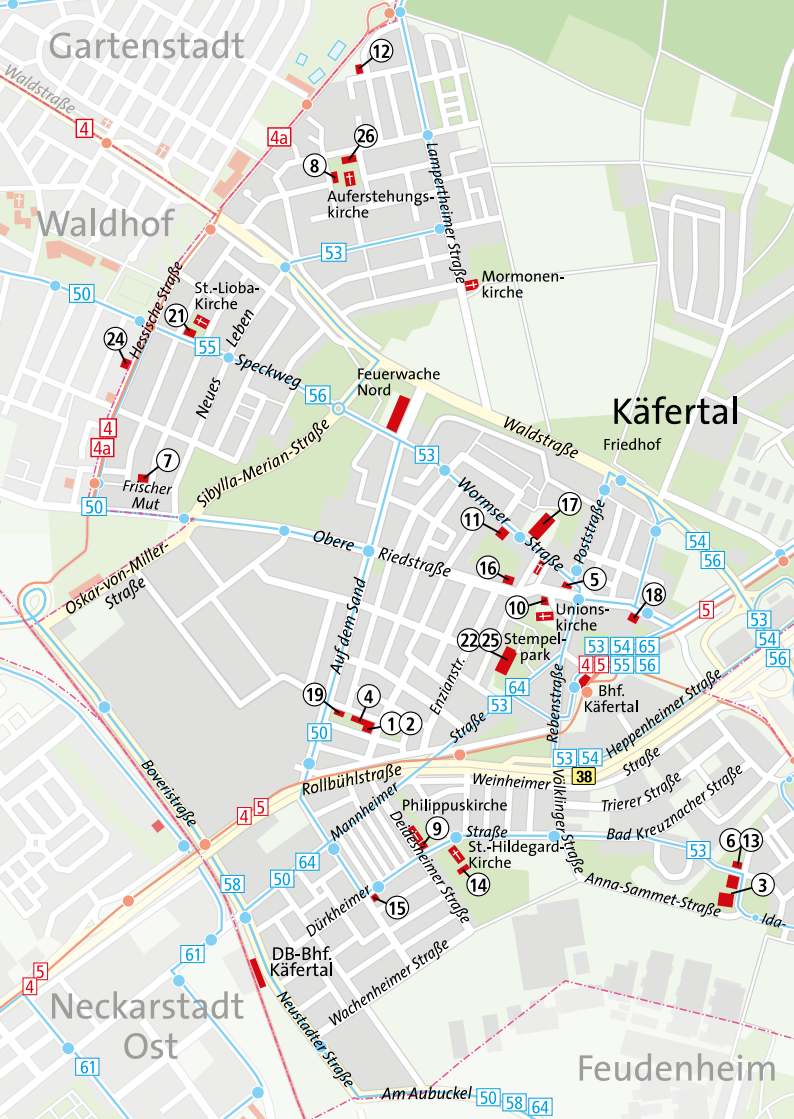 Gartenstadt
12
Waldstraße
4
4a
26
8
Auferstehungs-
kirche
Lampertheimer Straße
Waldhof
53
Mormonen-
kirche
50
St.-Lioba-
Kirche
21
Hessische Straße
24
55
Neues
Leben
Speckweg
56
Feuerwache
Nord
Käfertal
Friedhof
Waldstraße
4
4a
7
Frischer
Mut
Sibylla-Merian-Straße
53
50
Wormser
Straße
11
17
Poststraße
54
56
Obere
Riedstraße
Oskar-von-Miller-
Straße
16
5
10
Unions-
kirche
18
5
53
54
56
Auf dem Sand
22
25
Stempel-
park
53
54
65
4
5
55
56
Enzianstr.
64
53
Rebenstraße
Bhf.
Käfertal
19
4
1
2
50
Straße
Heppenheimer Straße
53
54
38
Boveristraße
Rollbühlstraße
Weinheimer
Straße
Mannheimer
Philippuskirche
Völklinger Straße
Trierer Straße
4
5
9
Deidesheimer Straße
Straße
St.-Hildegard-
Kirche
Bad Kreuznacher Straße
53
6
13
64
50
58
14
Anna-Sammet-Straße
3
Ida-
15
Dürkheimer
61
DB-Bhf.
Käfertal
Wachenheimer Straße
5
4
Neckarstadt
Ost
Neustadter Straße
61
Feudenheim
Am Aubuckel
50
58
64